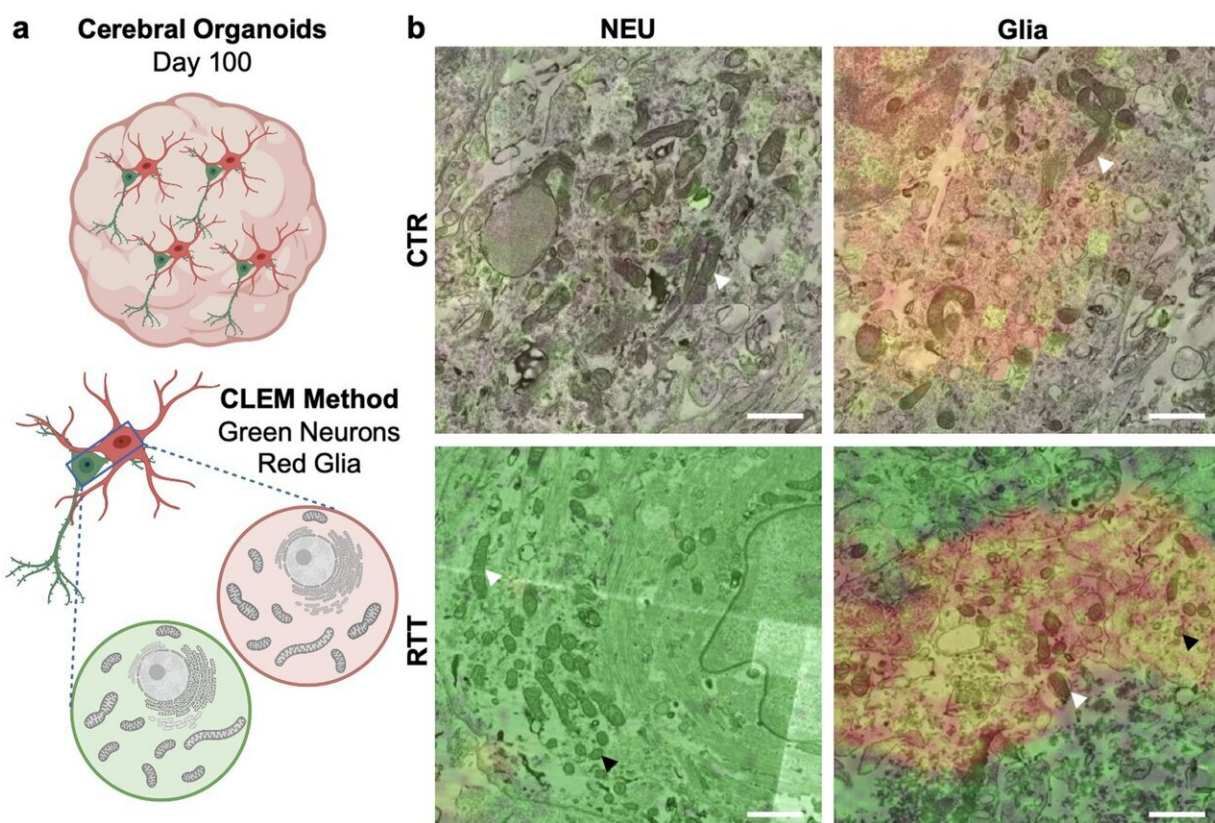 a
Cerebral Organoids
Day 100
CLEM Method
Green Neurons
Red Glia
b
NEU
Glia
CTR
RTT